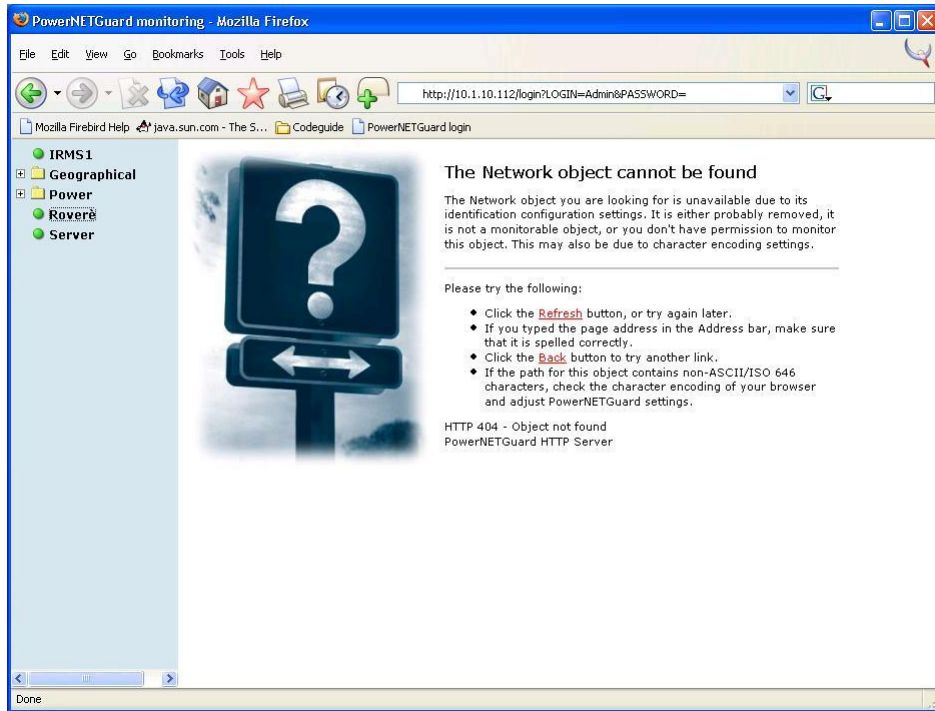 PowerNETGuard monitoring - Mozilla Firefox
File Edit View Go Bookmarks Tools Help
http://10.1.10.112/login?LOGIN=Admin&PASSWORD=
G
Mozilla Firebird Help java.sun.com - The S... Codeguide PowerNETGuard login
IRMS1
Geographical
Power
Roverè
Server
?
The Network object cannot be found
The Network object you are looking for is unavailable due to its
identification configuration settings. It is either probably removed, it
is not a monitorable object, or you don't have permission to monitor
this object. This may also be due to character encoding settings.
Please try the following:
Click the Refresh button, or try again later.
If you typed the page address in the Address bar, make sure
that it is spelled correctly.
Click the Back button to try another link.
If the path for this object contains non-ASCII/ISO 646
characters, check the character encoding of your browser
and adjust PowerNETGuard settings.
HTTP 404 - Object not found
PowerNETGuard HTTP Server
Done